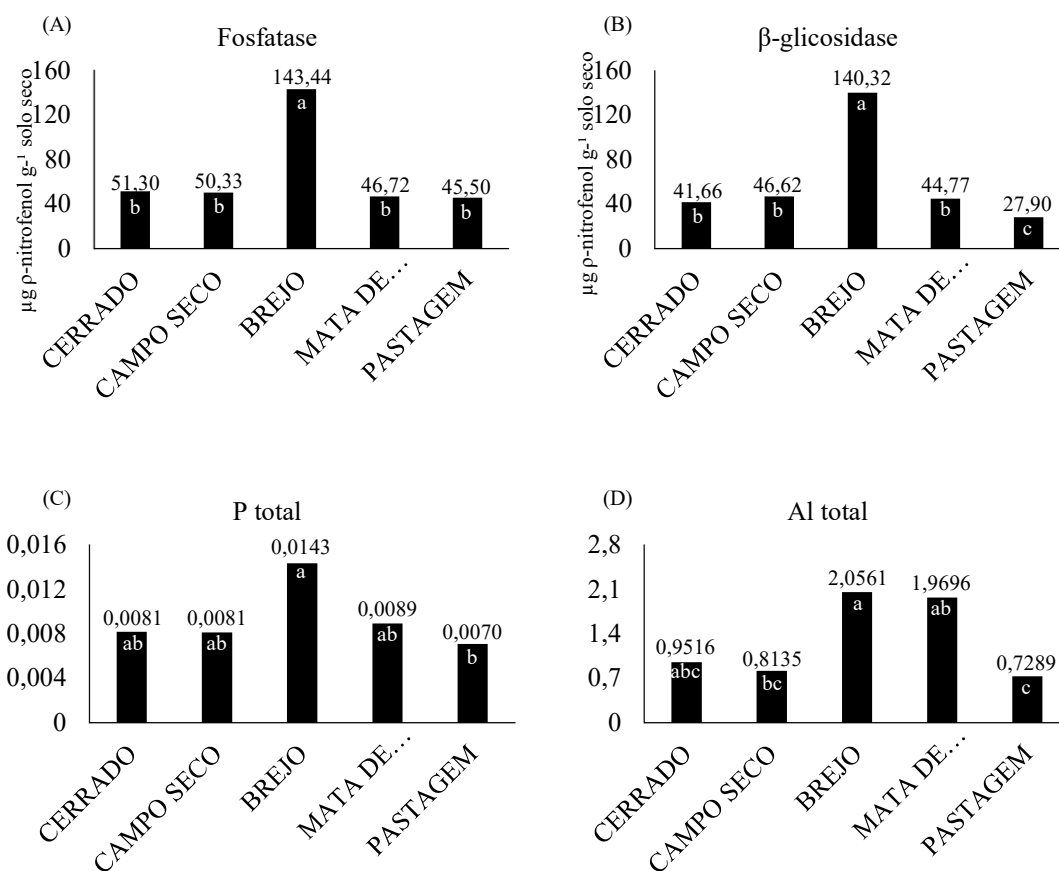 (A)
Fosfatase
µg ρ-nitrofenol g-¹ solo seco
160
120
80
40
0
51,30
50,33
143,44
46,72
45,50
b
b
a
b
b
CERRADO
CAMPO SECO
BREJO
MATA DE…
PASTAGEM
(B)
β-glicosidase
µg ρ-nitrofenol g-¹ solo seco
160
120
80
40
0
41,66
46,62
140,32
44,77
27,90
b
b
a
b
c
CERRADO
CAMPO SECO
BREJO
MATA DE…
PASTAGEM
(C)
P total
0,016
0,012
0,008
0,004
0
0,0081
0,0081
0,0143
0,0089
0,0070
ab
ab
a
ab
b
CERRADO
CAMPO SECO
BREJO
MATA DE…
PASTAGEM
(D)
Al total
2,8
2,1
1,4
0,7
0
0,9516
0,8135
2,0561
1,9696
0,7289
abc
bc
a
ab
c
CERRADO
CAMPO SECO
BREJO
MATA DE…
PASTAGEM